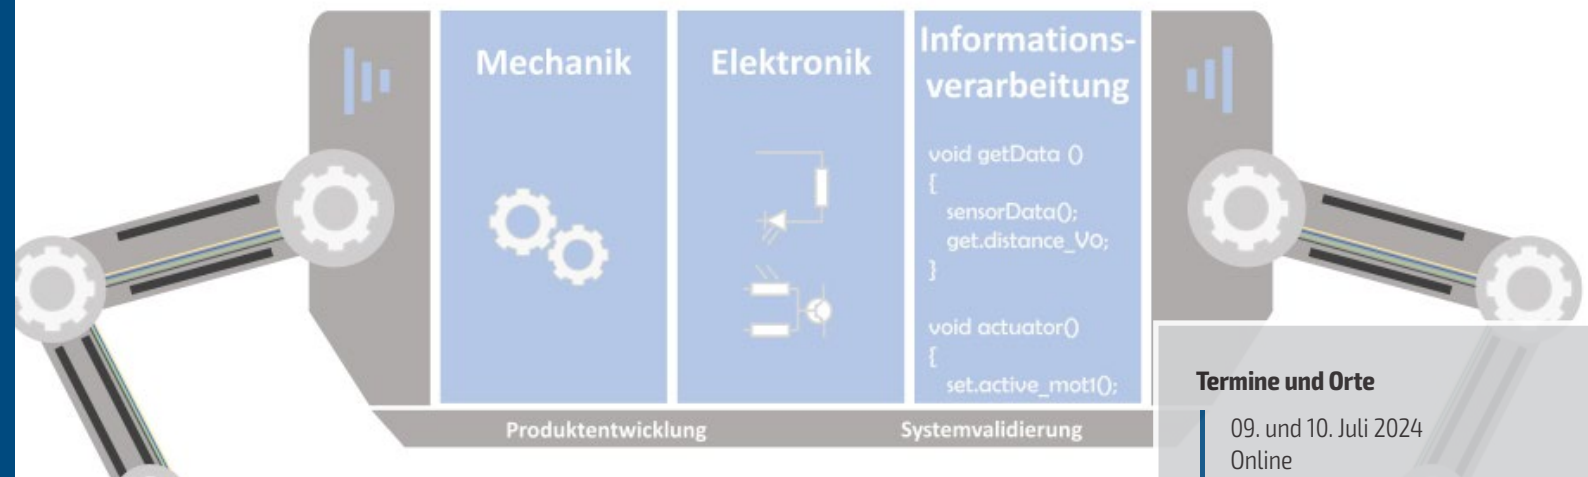 Mechanik
Elektronik
Informations-
verarbeitung
void getData ()
{
sensorData();
get.distance_V0;
}
void actuator()
{
set.active_mot1();
Produktentwicklung
Systemvalidierung
Termine und Orte
09. und 10. Juli 2024
Online